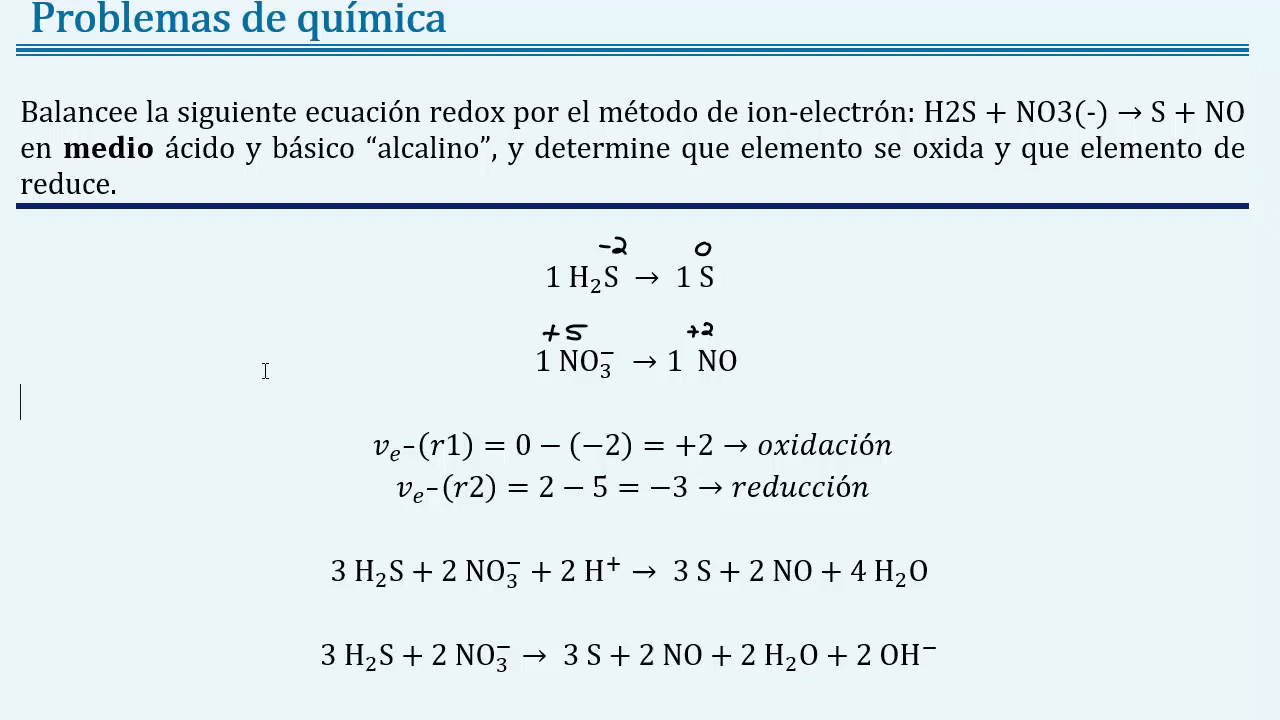 Problemas de química
Balancee la siguiente ecuación redox por el método de ion-electrón: H2S + NO3(-) → S + NO
en medio ácido y básico “alcalino”, y determine que elemento se oxida y que elemento de
reduce.
-2 0
1 H₂S → 1 S
+5 +2
1 NO₃⁻ → 1 NO
vₑ-(r1) = 0 − (−2) = +2 → oxidación
vₑ-(r2) = 2 − 5 = −3 → reducción
3 H₂S + 2 NO₃⁻ + 2 H⁺ → 3 S + 2 NO + 4 H₂O
3 H₂S + 2 NO₃⁻ → 3 S + 2 NO + 2 H₂O + 2 OH⁻